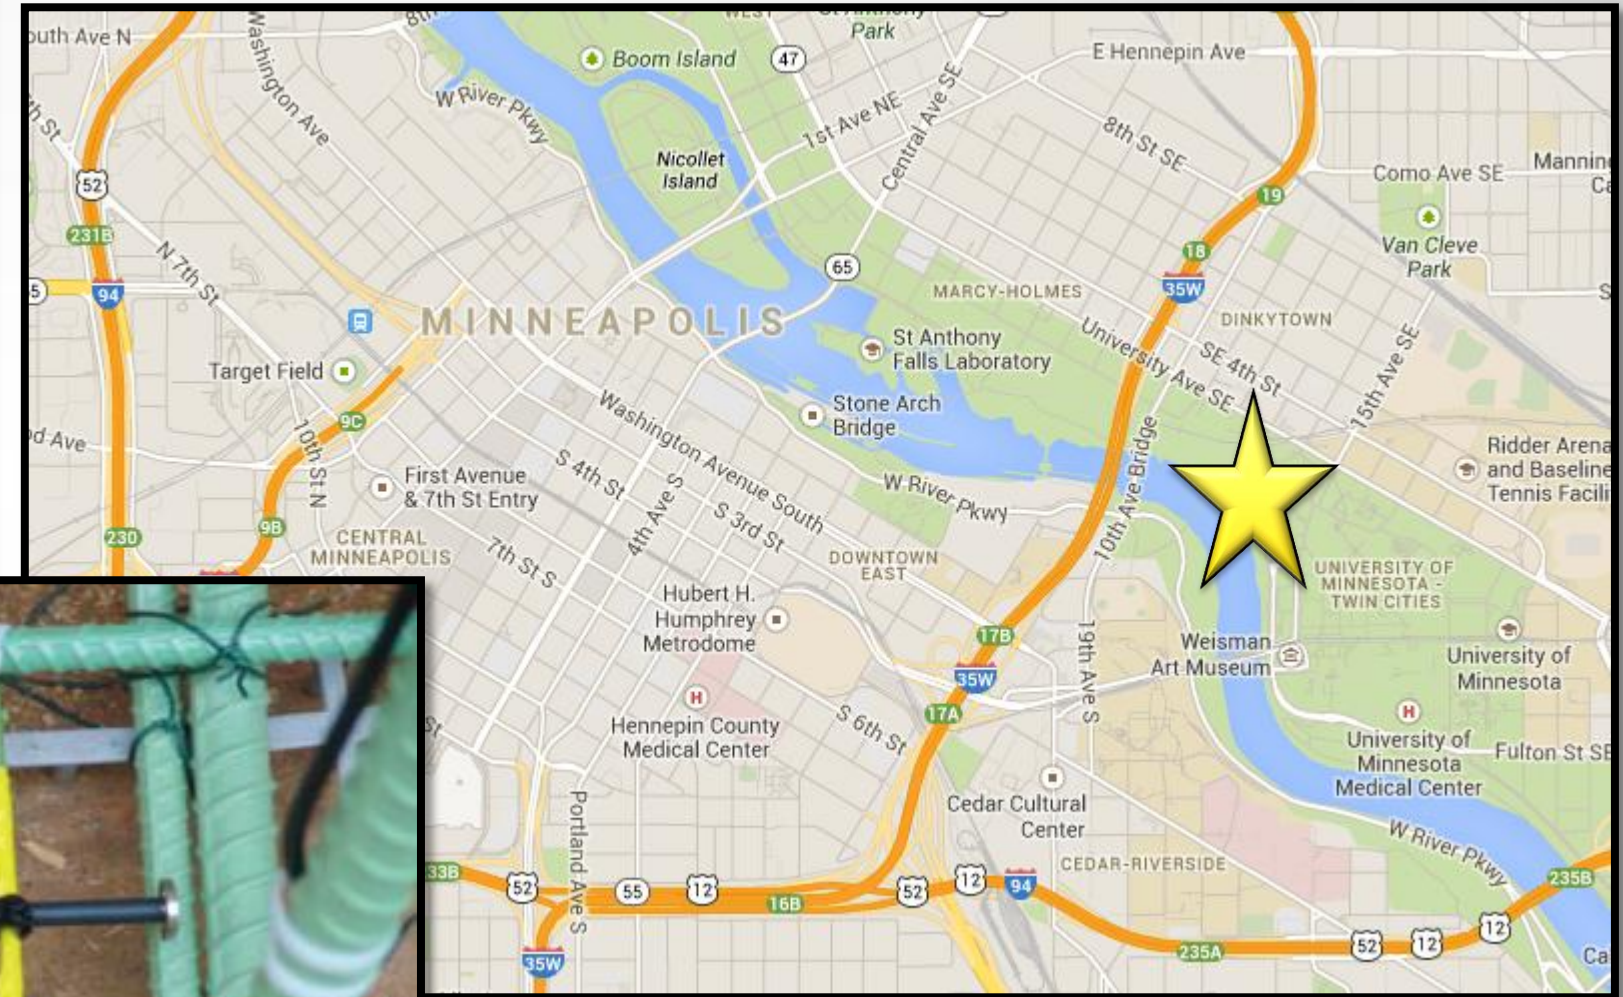 outh Ave N
Washington Ave
8th
Boom Island
47
Park
E Hennepin Ave
W River Pkwy
1st Ave NE
Central Ave SE
8th St SE
Nicollet
Island
Como Ave SE
Mannin
52
19
231B
18
Van Cleve
Park
N 7th St
65
94
35W
5
MARCY-HOLMES
DINKYTOWN
MINNEAPOLIS
University Ave SE
SE 4th St
15th Ave SE
St Anthony
Falls Laboratory
Target Field
Stone Arch
Bridge
9C
Washington Avenue South
od Ave
10th St N
Ridder Arena
and Baseline
Tennis Facili
First Avenue
& 7th St Entry
S 4th St
4th Ave S
S 3rd St
W River Pkwy
10th Ave Bridge
9B
230
CENTRAL
MINNEAPOLIS
7th St S
DOWNTOWN
EAST
UNIVERSITY OF
MINNESOTA -
TWIN CITIES
Hubert H.
Humphrey
Metrodome
17B
19th Ave S
Weisman
Art Museum
University of
Minnesota
35W
17A
Hennepin County
Medical Center
S 6th St
St
University of
Minnesota
Medical Center
Fulton St SE
Portland Ave S
Cedar Cultural
Center
W River Pkwy
CEDAR-RIVERSIDE
33B
52
55
12
16B
52
12
94
235B
12
35W
235A
52
12
Ca